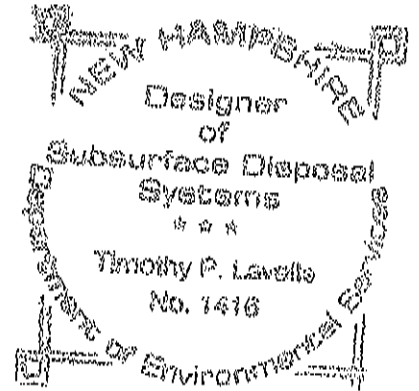 NEW HAMPSHIRE
Designer
of
Subsurface Disposal
Systems
☆ ☆ ☆
Timothy P. Lavelle
No. 1416
Department of Environmental Services